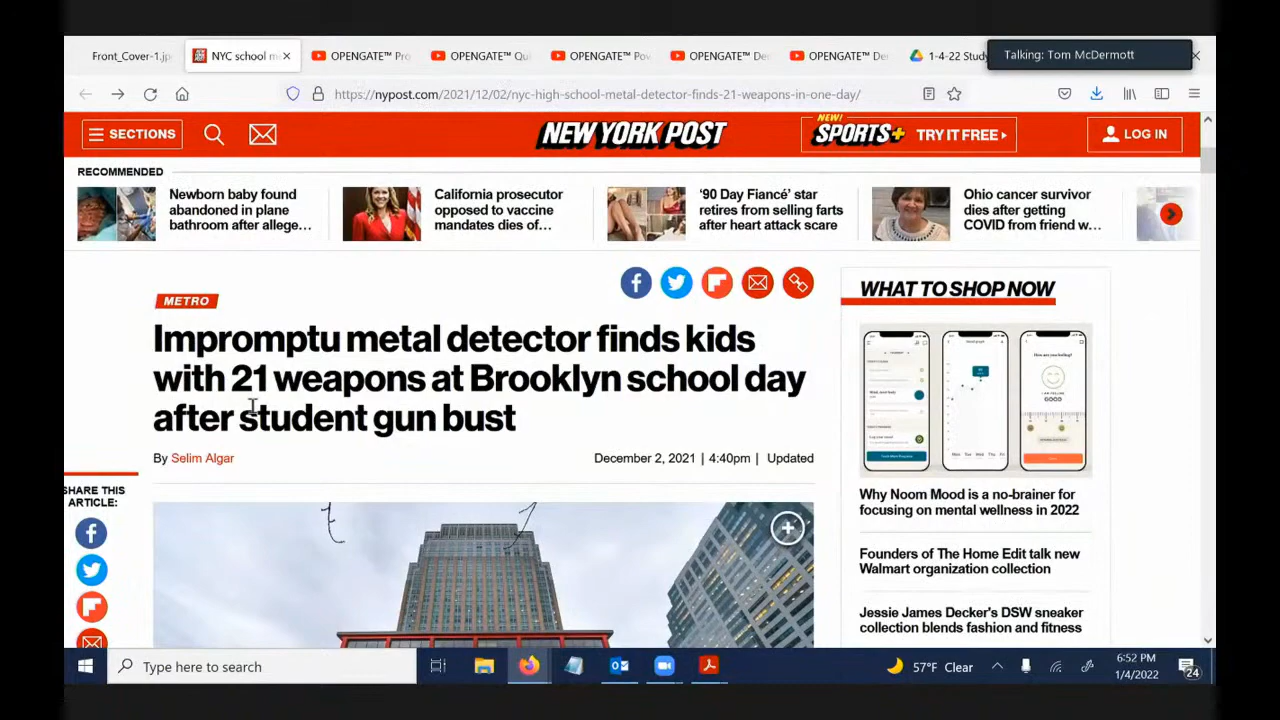 Front_Cover-1.jp
NYC school m
OPENGATE™ Pro
OPENGATE™ Qui
OPENGATE™ Pov
OPENGATE™ De
OPENGATE™ De
1-4-22 Study
Talking: Tom McDermott
https://nypost.com/2021/12/02/nyc-high-school-metal-detector-finds-21-weapons-in-one-day/
SECTIONS
NEW YORK POST
NEW!
SPORTS+
TRY IT FREE
LOG IN
RECOMMENDED
Newborn baby found
abandoned in plane
bathroom after allege...
California prosecutor
opposed to vaccine
mandates dies of...
‘90 Day Fiancé’ star
retires from selling farts
after heart attack scare
Ohio cancer survivor
dies after getting
COVID from friend w...
METRO
Impromptu metal detector finds kids
with 21 weapons at Brooklyn school day
after student gun bust
By Selim Algar
December 2, 2021 | 4:40pm | Updated
SHARE THIS
ARTICLE:
WHAT TO SHOP NOW
How are you feeling?
GOOD
Why Noom Mood is a no-brainer for
focusing on mental wellness in 2022
Founders of The Home Edit talk new
Walmart organization collection
Jessie James Decker's DSW sneaker
collection blends fashion and fitness
Type here to search
57°F Clear
6:52 PM
1/4/2022
24